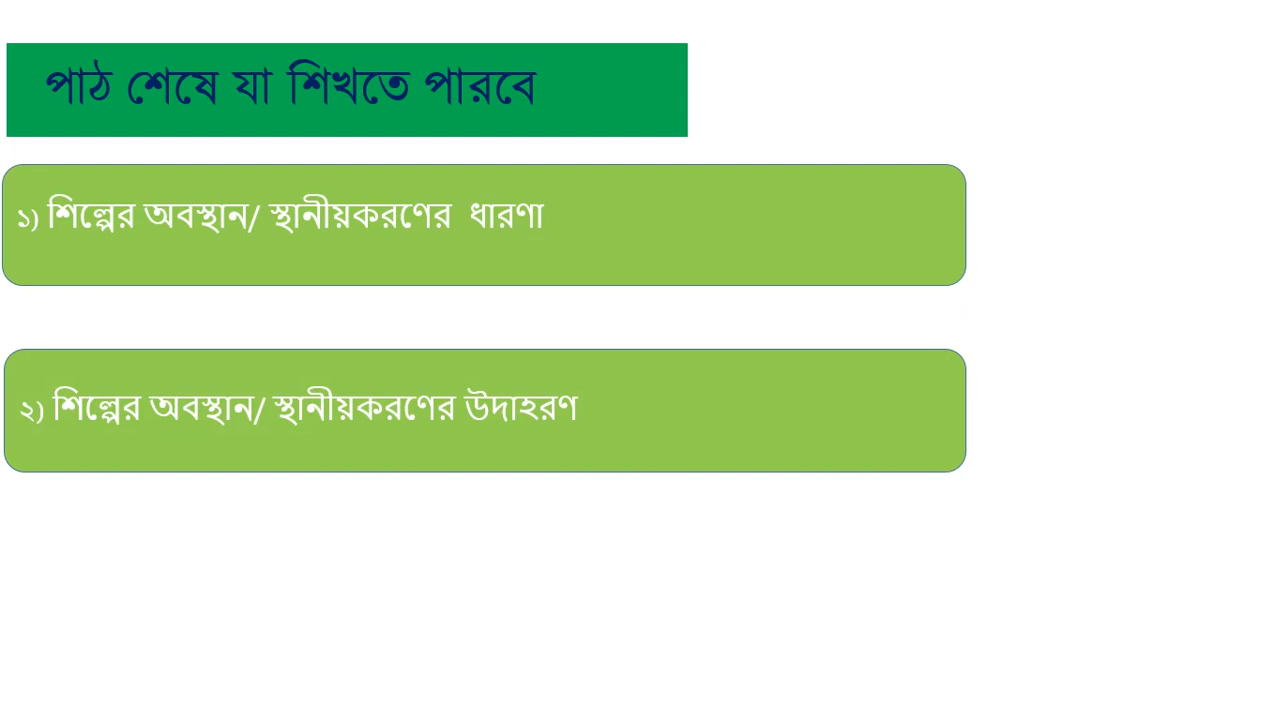 পাঠ শেষে যা শিখতে পারবে
১) শিল্পের অবস্থান/ স্থানীয়করণের  ধারণা
২) শিল্পের অবস্থান/ স্থানীয়করণের উদাহরণ